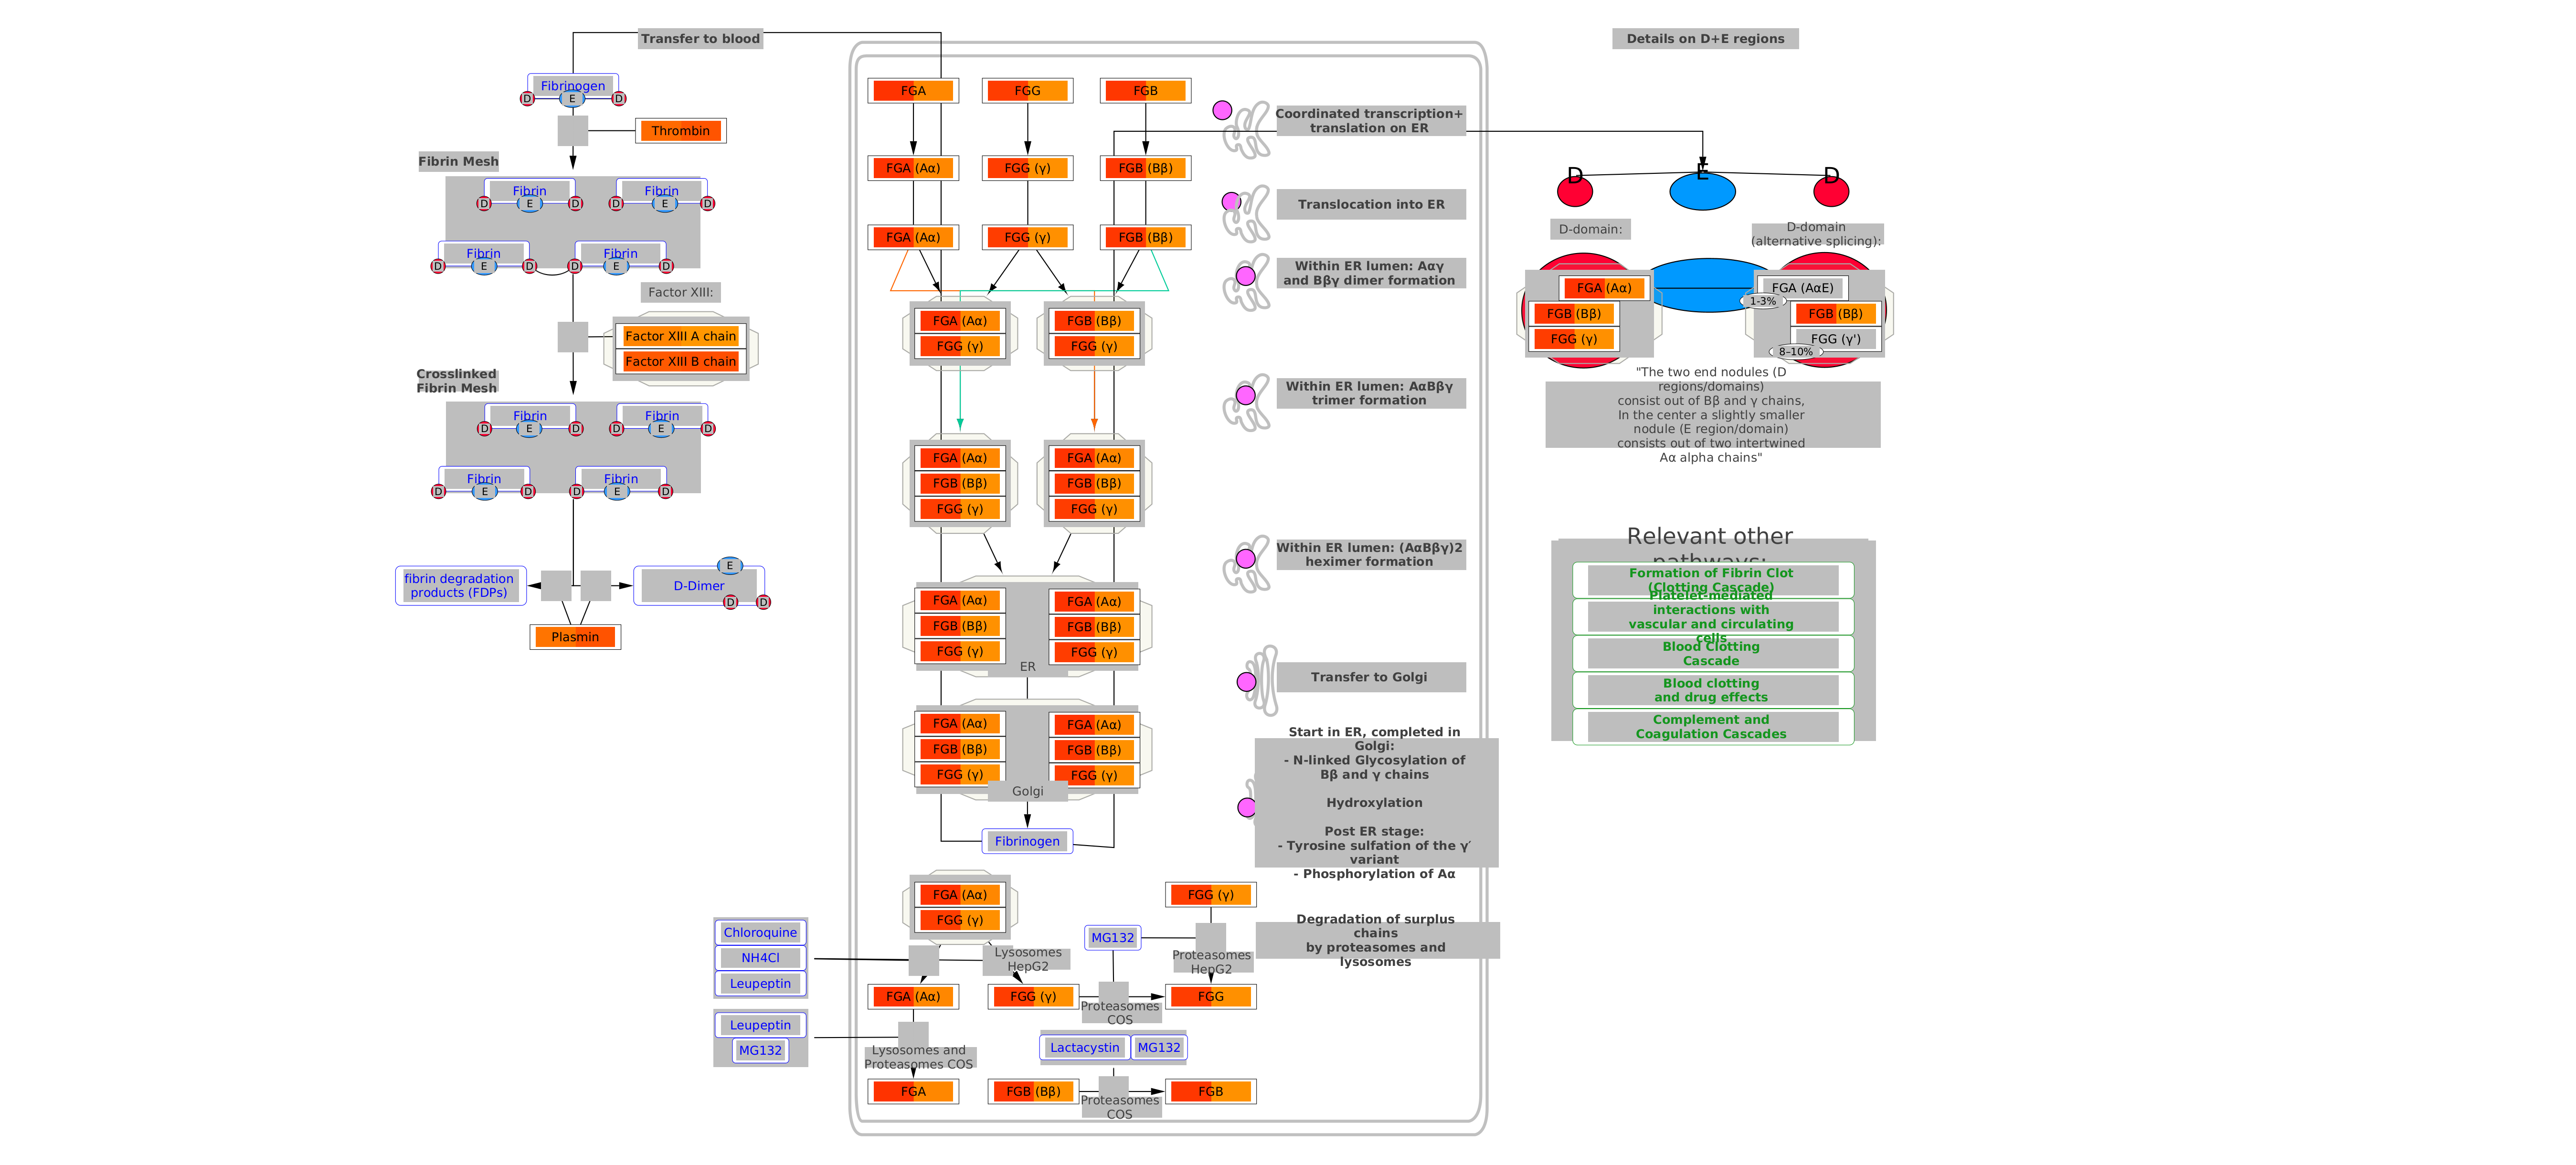 Transfer to blood
Details on D+E regions
Fibrinogen
D E D
Thrombin
Fibrin Mesh
Fibrin
Fibrin
D E D
D E D
Fibrin
Fibrin
D E D
D E D
Factor XIII:
Factor XIII A chain
Factor XIII B chain
Crosslinked
Fibrin Mesh
Fibrin
Fibrin
D E D
D E D
Fibrin
Fibrin
D E D
D E D
fibrin degradation
products (FDPs)
E
D-Dimer
D D
Plasmin
FGA
FGG
FGB
FGA (Aα)
FGG (γ)
FGB (Bβ)
FGA (Aα)
FGG (γ)
FGB (Bβ)
FGA (Aα)
FGG (γ)
FGB (Bβ)
FGG (γ)
FGA (Aα)
FGB (Bβ)
FGG (γ)
FGA (Aα)
FGB (Bβ)
FGG (γ)
FGA (Aα)
FGB (Bβ)
FGG (γ)
FGA (Aα)
FGB (Bβ)
FGG (γ)
ER
FGA (Aα)
FGB (Bβ)
FGG (γ)
FGA (Aα)
FGB (Bβ)
FGG (γ)
Golgi
Fibrinogen
Coordinated transcription+
translation on ER
Translocation into ER
Within ER lumen: Aαγ
and Bβγ dimer formation
Within ER lumen: AαBβγ
trimer formation
Within ER lumen: (AαBβγ)2
heximer formation
Transfer to Golgi
Start in ER, completed in
Golgi:
- N-linked Glycosylation of
Bβ and γ chains
Hydroxylation
Post ER stage:
- Tyrosine sulfation of the γ′
variant
- Phosphorylation of Aα
Degradation of surplus
chains
by proteasomes and
lysosomes
FGA (Aα)
FGG (γ)
FGG (γ)
Chloroquine
NH4Cl
Leupeptin
MG132
Lysosomes
HepG2
Proteasomes
HepG2
FGA (Aα)
FGG (γ)
FGG
Proteasomes
COS
Leupeptin
MG132
Lysosomes and
Proteasomes COS
Lactacystin
MG132
FGA
FGB (Bβ)
FGB
Proteasomes
COS
D
E
D
D-domain:
D-domain
(alternative splicing):
FGA (Aα)
FGB (Bβ)
FGG (γ)
FGA (AαE)
1-3%
FGB (Bβ)
FGG (γ')
8–10%
"The two end nodules (D
regions/domains)
consist out of Bβ and γ chains,
In the center a slightly smaller
nodule (E region/domain)
consists out of two intertwined
Aα alpha chains"
Relevant other
pathways:
Formation of Fibrin Clot
(Clotting Cascade)
Platelet-mediated
interactions with
vascular and circulating
cells
Blood Clotting
Cascade
Blood clotting
and drug effects
Complement and
Coagulation Cascades